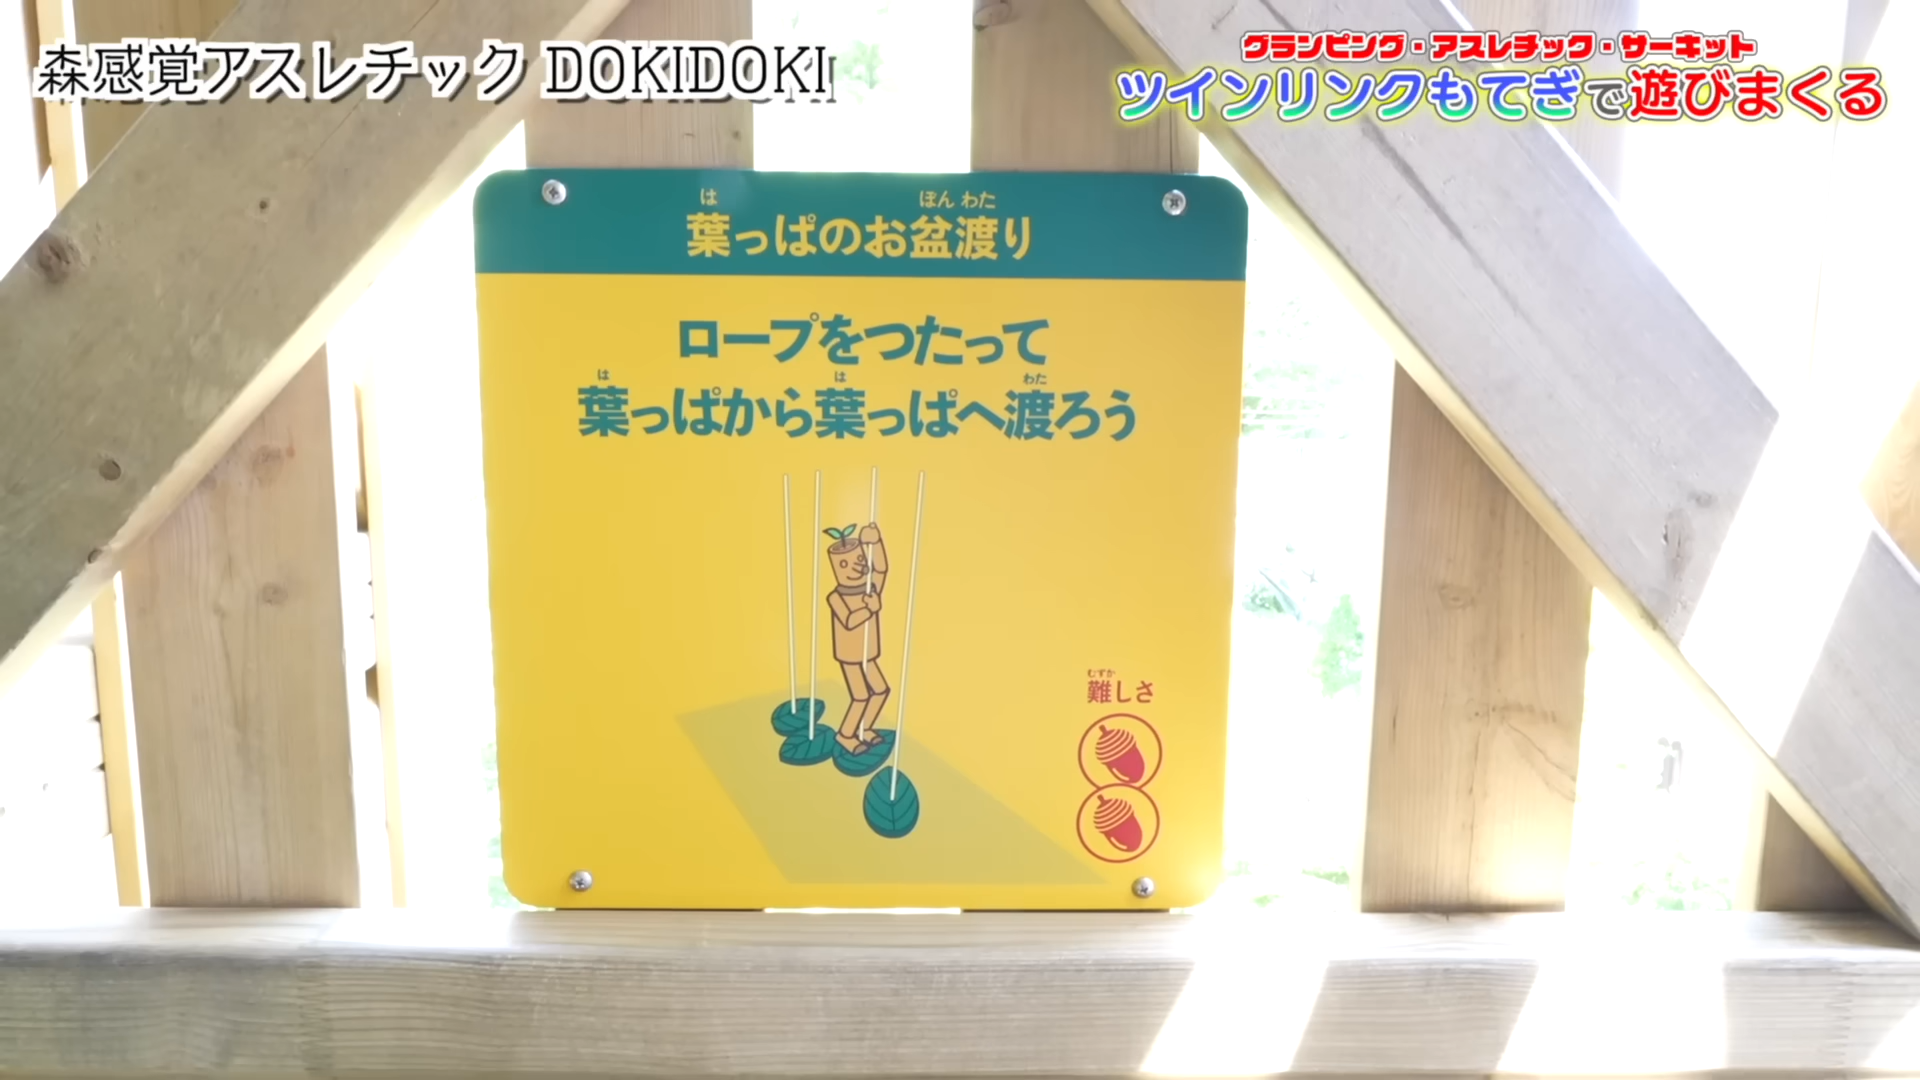 森感覚アスレチック DOKIDOKI
グランピング・アスレチック・サーキット
ツインリンクもてぎで遊びまくる
は ぼん わた
葉っぱのお盆渡り
ロープをつたって
は は わた
葉っぱから葉っぱへ渡ろう
むずか
難しさ